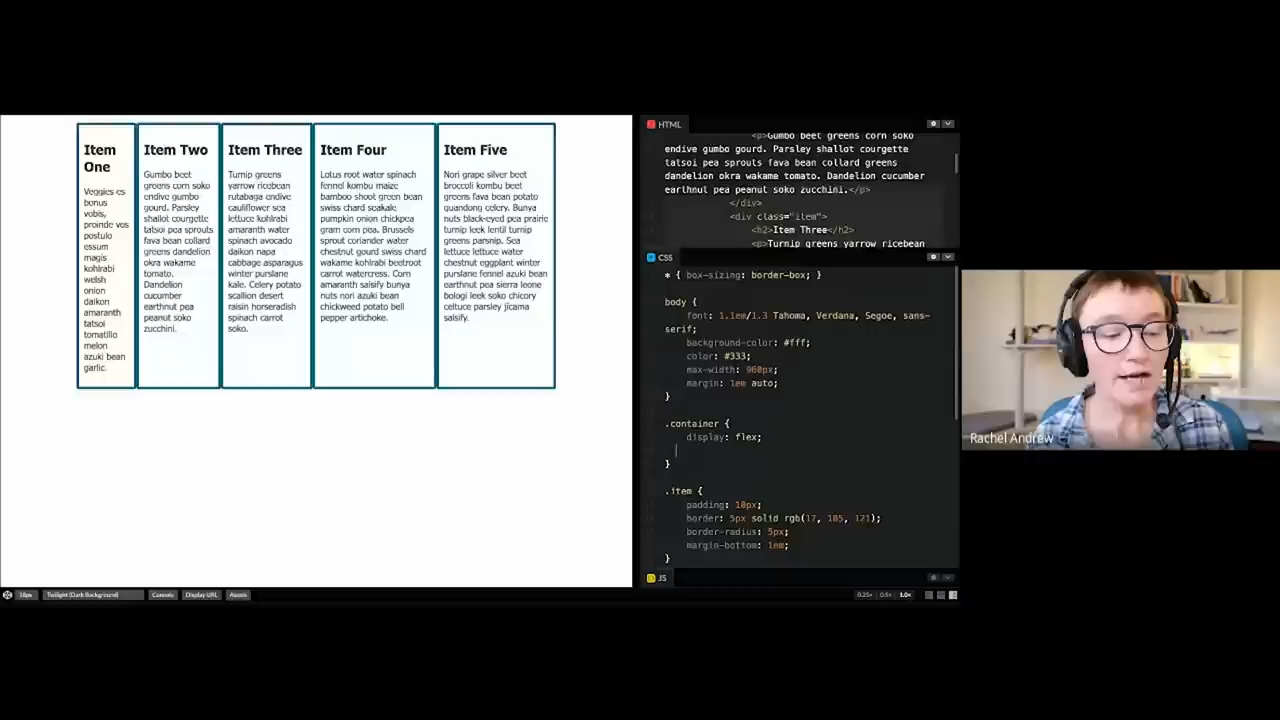 Item
One
Veggies es
bonus
vobis,
proinde vos
postulo
essum
magis
kohlrabi
welsh
onion
daikon
amaranth
tatsoi
tomatillo
melon
azuki bean
garlic.
Item Two
Gumbo beet
greens corn soko
endive gumbo
gourd. Parsley
shallot courgette
tatsoi pea sprouts
fava bean collard
greens dandelion
okra wakame
tomato.
Dandelion
cucumber
earthnut pea
peanut soko
zucchini.
Item Three
Turnip greens
yarrow ricebean
rutabaga endive
cauliflower sea
lettuce kohlrabi
amaranth water
spinach avocado
daikon napa
cabbage asparagus
winter purslane
kale. Celery potato
scallion desert
raisin horseradish
spinach carrot
soko.
Item Four
Lotus root water spinach
fennel kombu maize
bamboo shoot green bean
swiss chard seakale
pumpkin onion chickpea
gram corn pea. Brussels
sprout coriander water
chestnut gourd swiss chard
wakame kohlrabi beetroot
carrot watercress. Corn
amaranth salsify bunya
nuts nori azuki bean
chickweed potato bell
pepper artichoke.
Item Five
Nori grape silver beet
broccoli kombu beet
greens fava bean potato
quandong celery. Bunya
nuts black-eyed pea prairie
turnip leek lentil turnip
greens parsnip. Sea
lettuce lettuce water
chestnut eggplant winter
purslane fennel azuki bean
earthnut pea sierra leone
bologi leek soko chicory
celtuce parsley jícama
salsify.
HTML
<p>Gumbo beet greens corn soko
endive gumbo gourd. Parsley shallot courgette
tatsoi pea sprouts fava bean collard greens
dandelion okra wakame tomato. Dandelion cucumber
earthnut pea peanut soko zucchini.</p>
</div>
<div class="item">
<h2>Item Three</h2>
<p>Turnip greens yarrow ricebean
CSS
* { box-sizing: border-box; }
body {
font: 1.1em/1.3 Tahoma, Verdana, Segoe, sans-
serif;
background-color: #fff;
color: #333;
max-width: 960px;
margin: 1em auto;
}
.container {
display: flex;
}
.item {
padding: 10px;
border: 5px solid rgb(17, 105, 121);
border-radius: 5px;
margin-bottom: 1em;
}
JS
18px Twilight (Dark Background) Console Display URL Assets 0.25× 0.5× 1.0×
Rachel Andrew